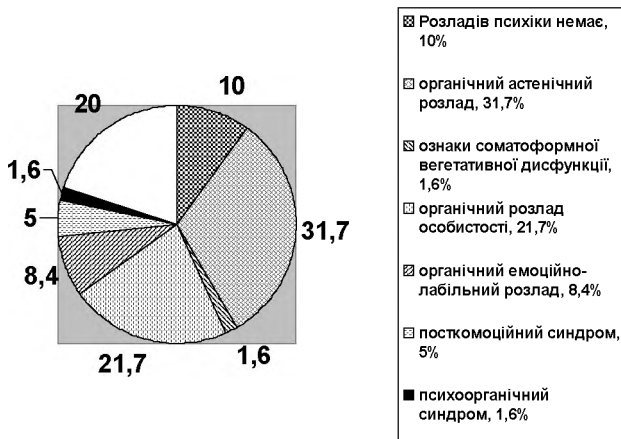 10
31,7
1,6
21,7
8,4
5
1,6
20
Розладів психіки немає,
10%
органічний астенічний
розлад, 31,7%
ознаки соматоформної
вегетативної дисфункції,
1,6%
органічний розлад
особистості, 21,7%
органічний емоційно-
лабільний розлад, 8,4%
посткомоційний синдром,
5%
психоорганічний
синдром, 1,6%